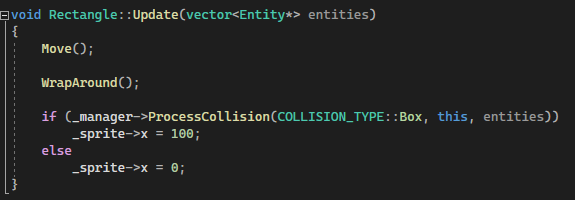 void Rectangle::Update(vector<Entity*> entities)
{
    Move();

    WrapAround();

    if (_manager->ProcessCollision(COLLISION_TYPE::Box, this, entities))
        _sprite->x = 100;
    else
        _sprite->x = 0;
}